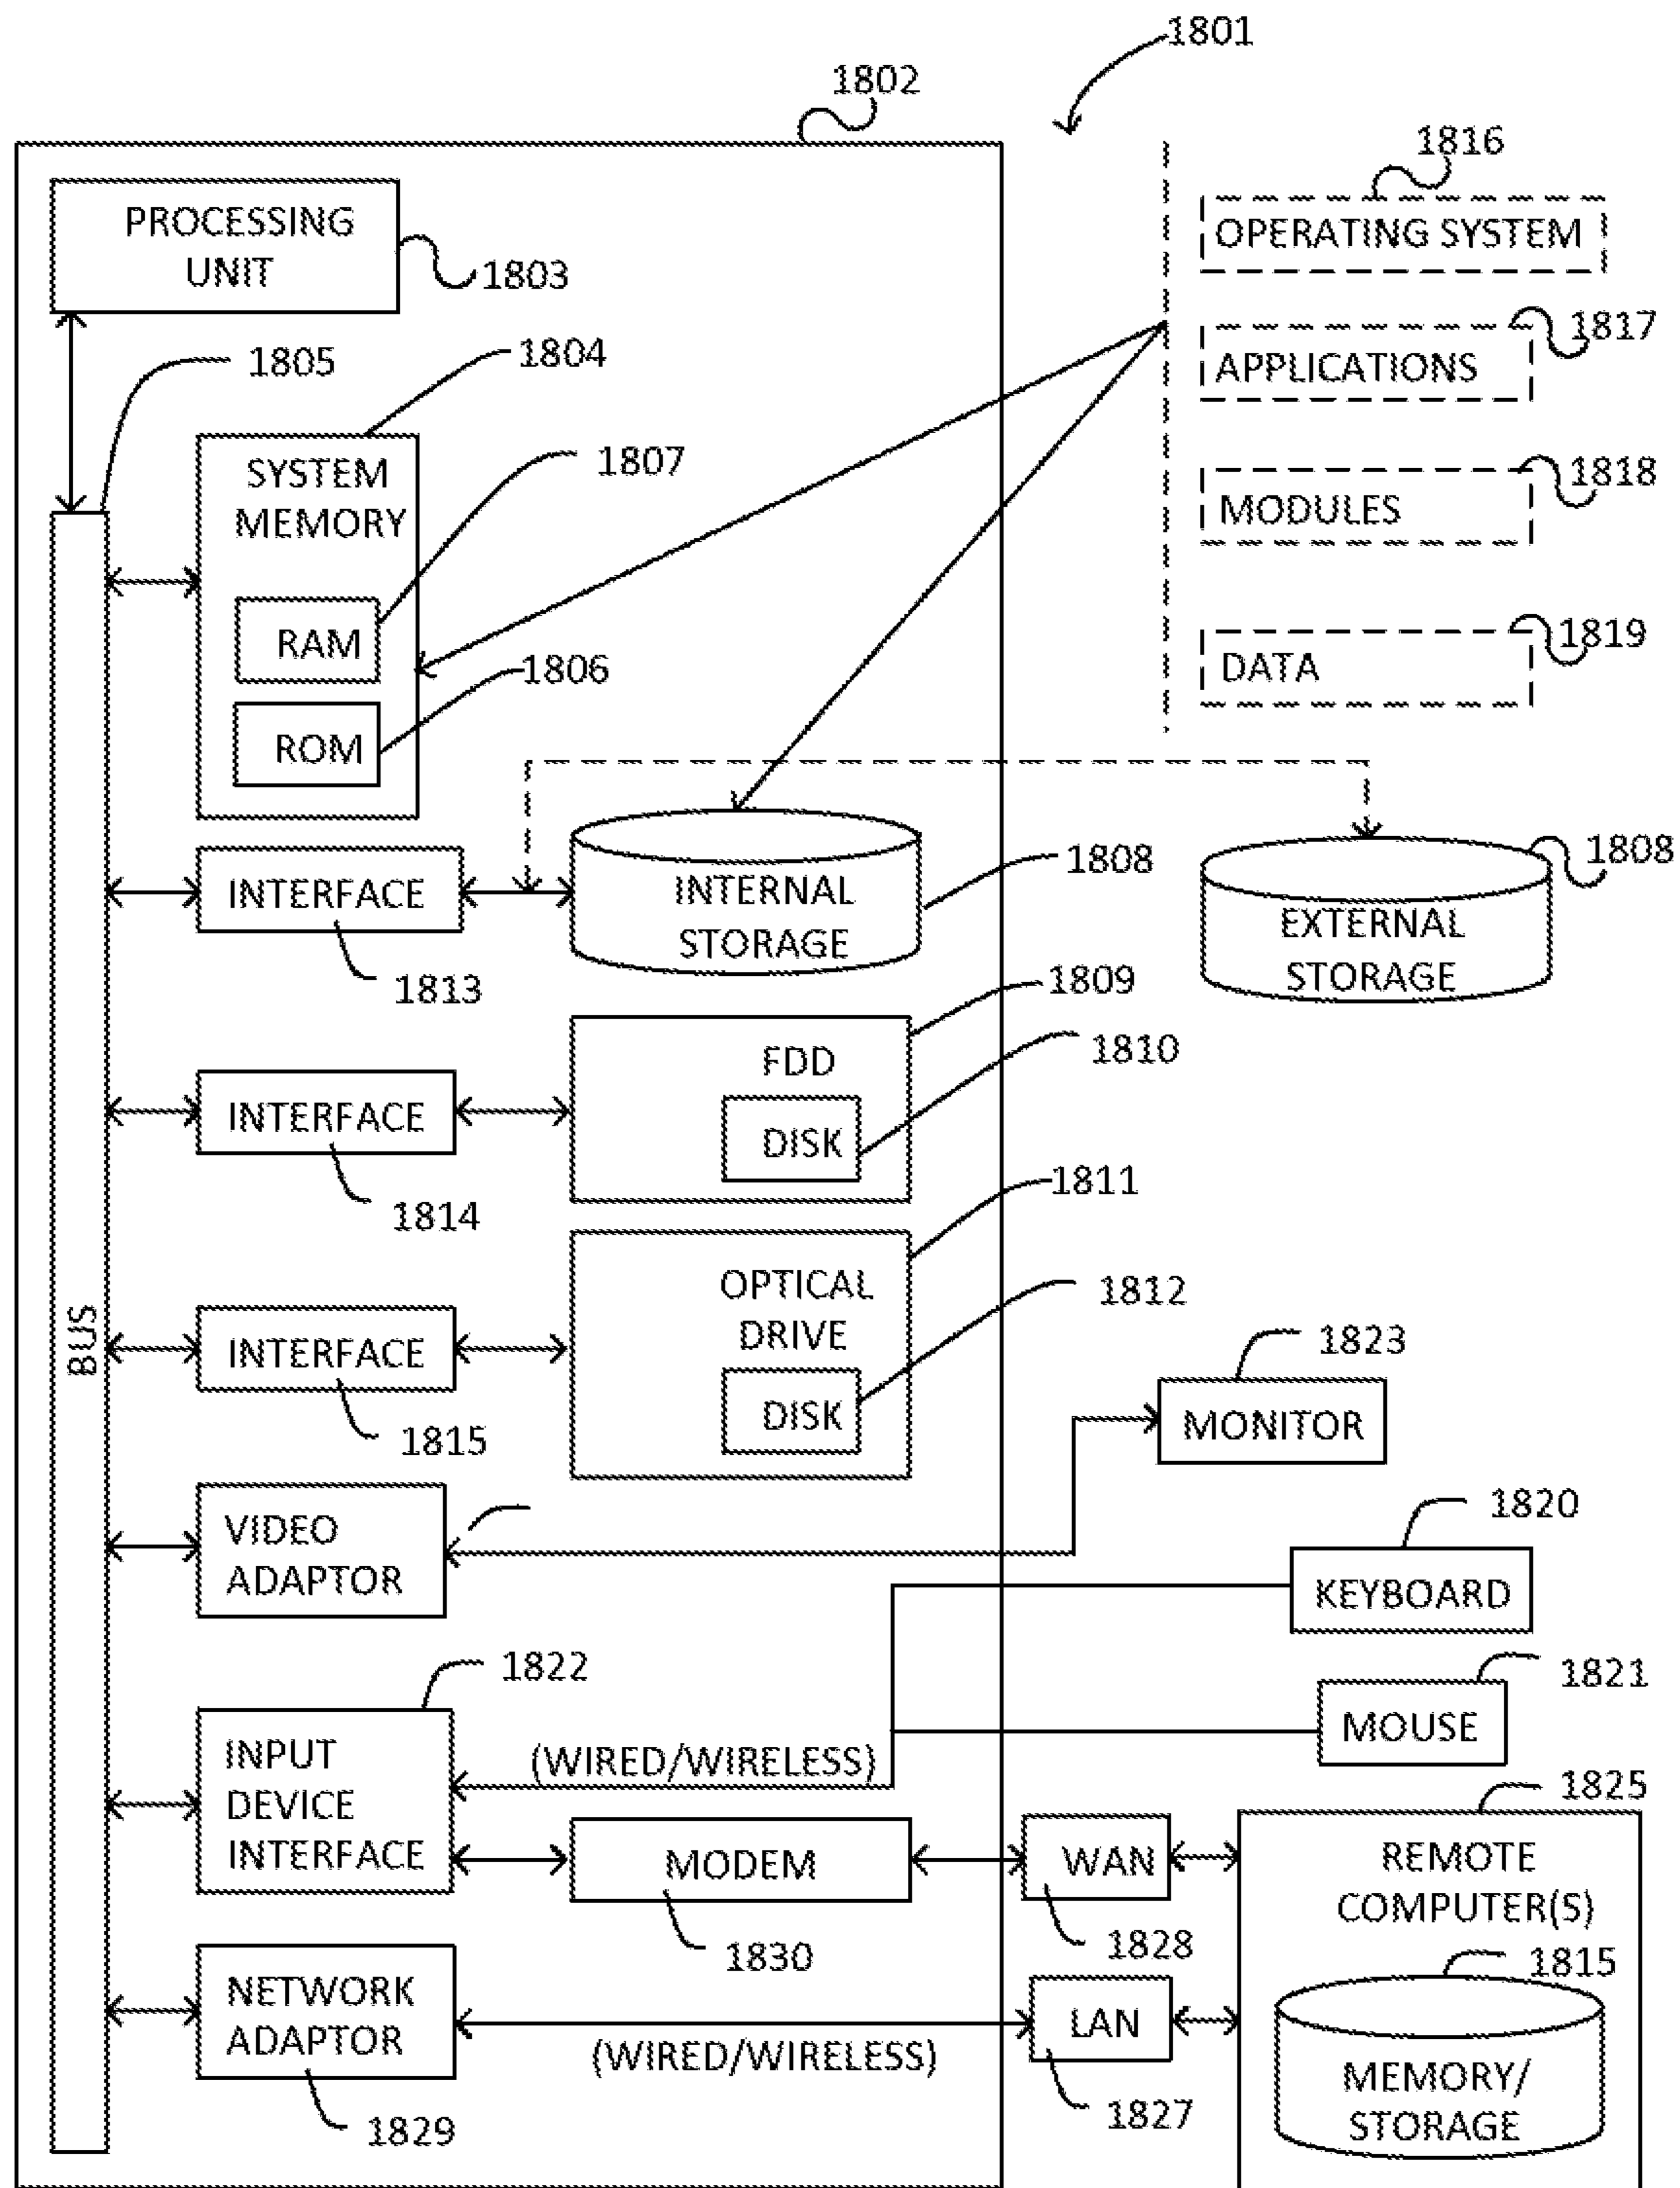 1801
1802
1816
PROCESSING
UNIT
1803
OPERATING SYSTEM
1817
APPLICATIONS
1805
1804
SYSTEM
MEMORY
1807
1818
MODULES
RAM
1806
1819
DATA
ROM
INTERFACE
1813
INTERNAL
STORAGE
1808
1808
EXTERNAL
STORAGE
1809
FDD
1810
DISK
INTERFACE
1814
1811
OPTICAL
DRIVE
1812
DISK
BUS
INTERFACE
1815
1823
MONITOR
VIDEO
ADAPTOR
1820
KEYBOARD
1822
1821
MOUSE
INPUT
DEVICE
INTERFACE
(WIRED/WIRELESS)
1825
MODEM
1830
WAN
1828
REMOTE
COMPUTER(S)
NETWORK
ADAPTOR
1829
(WIRED/WIRELESS)
LAN
1827
1815
MEMORY/
STORAGE